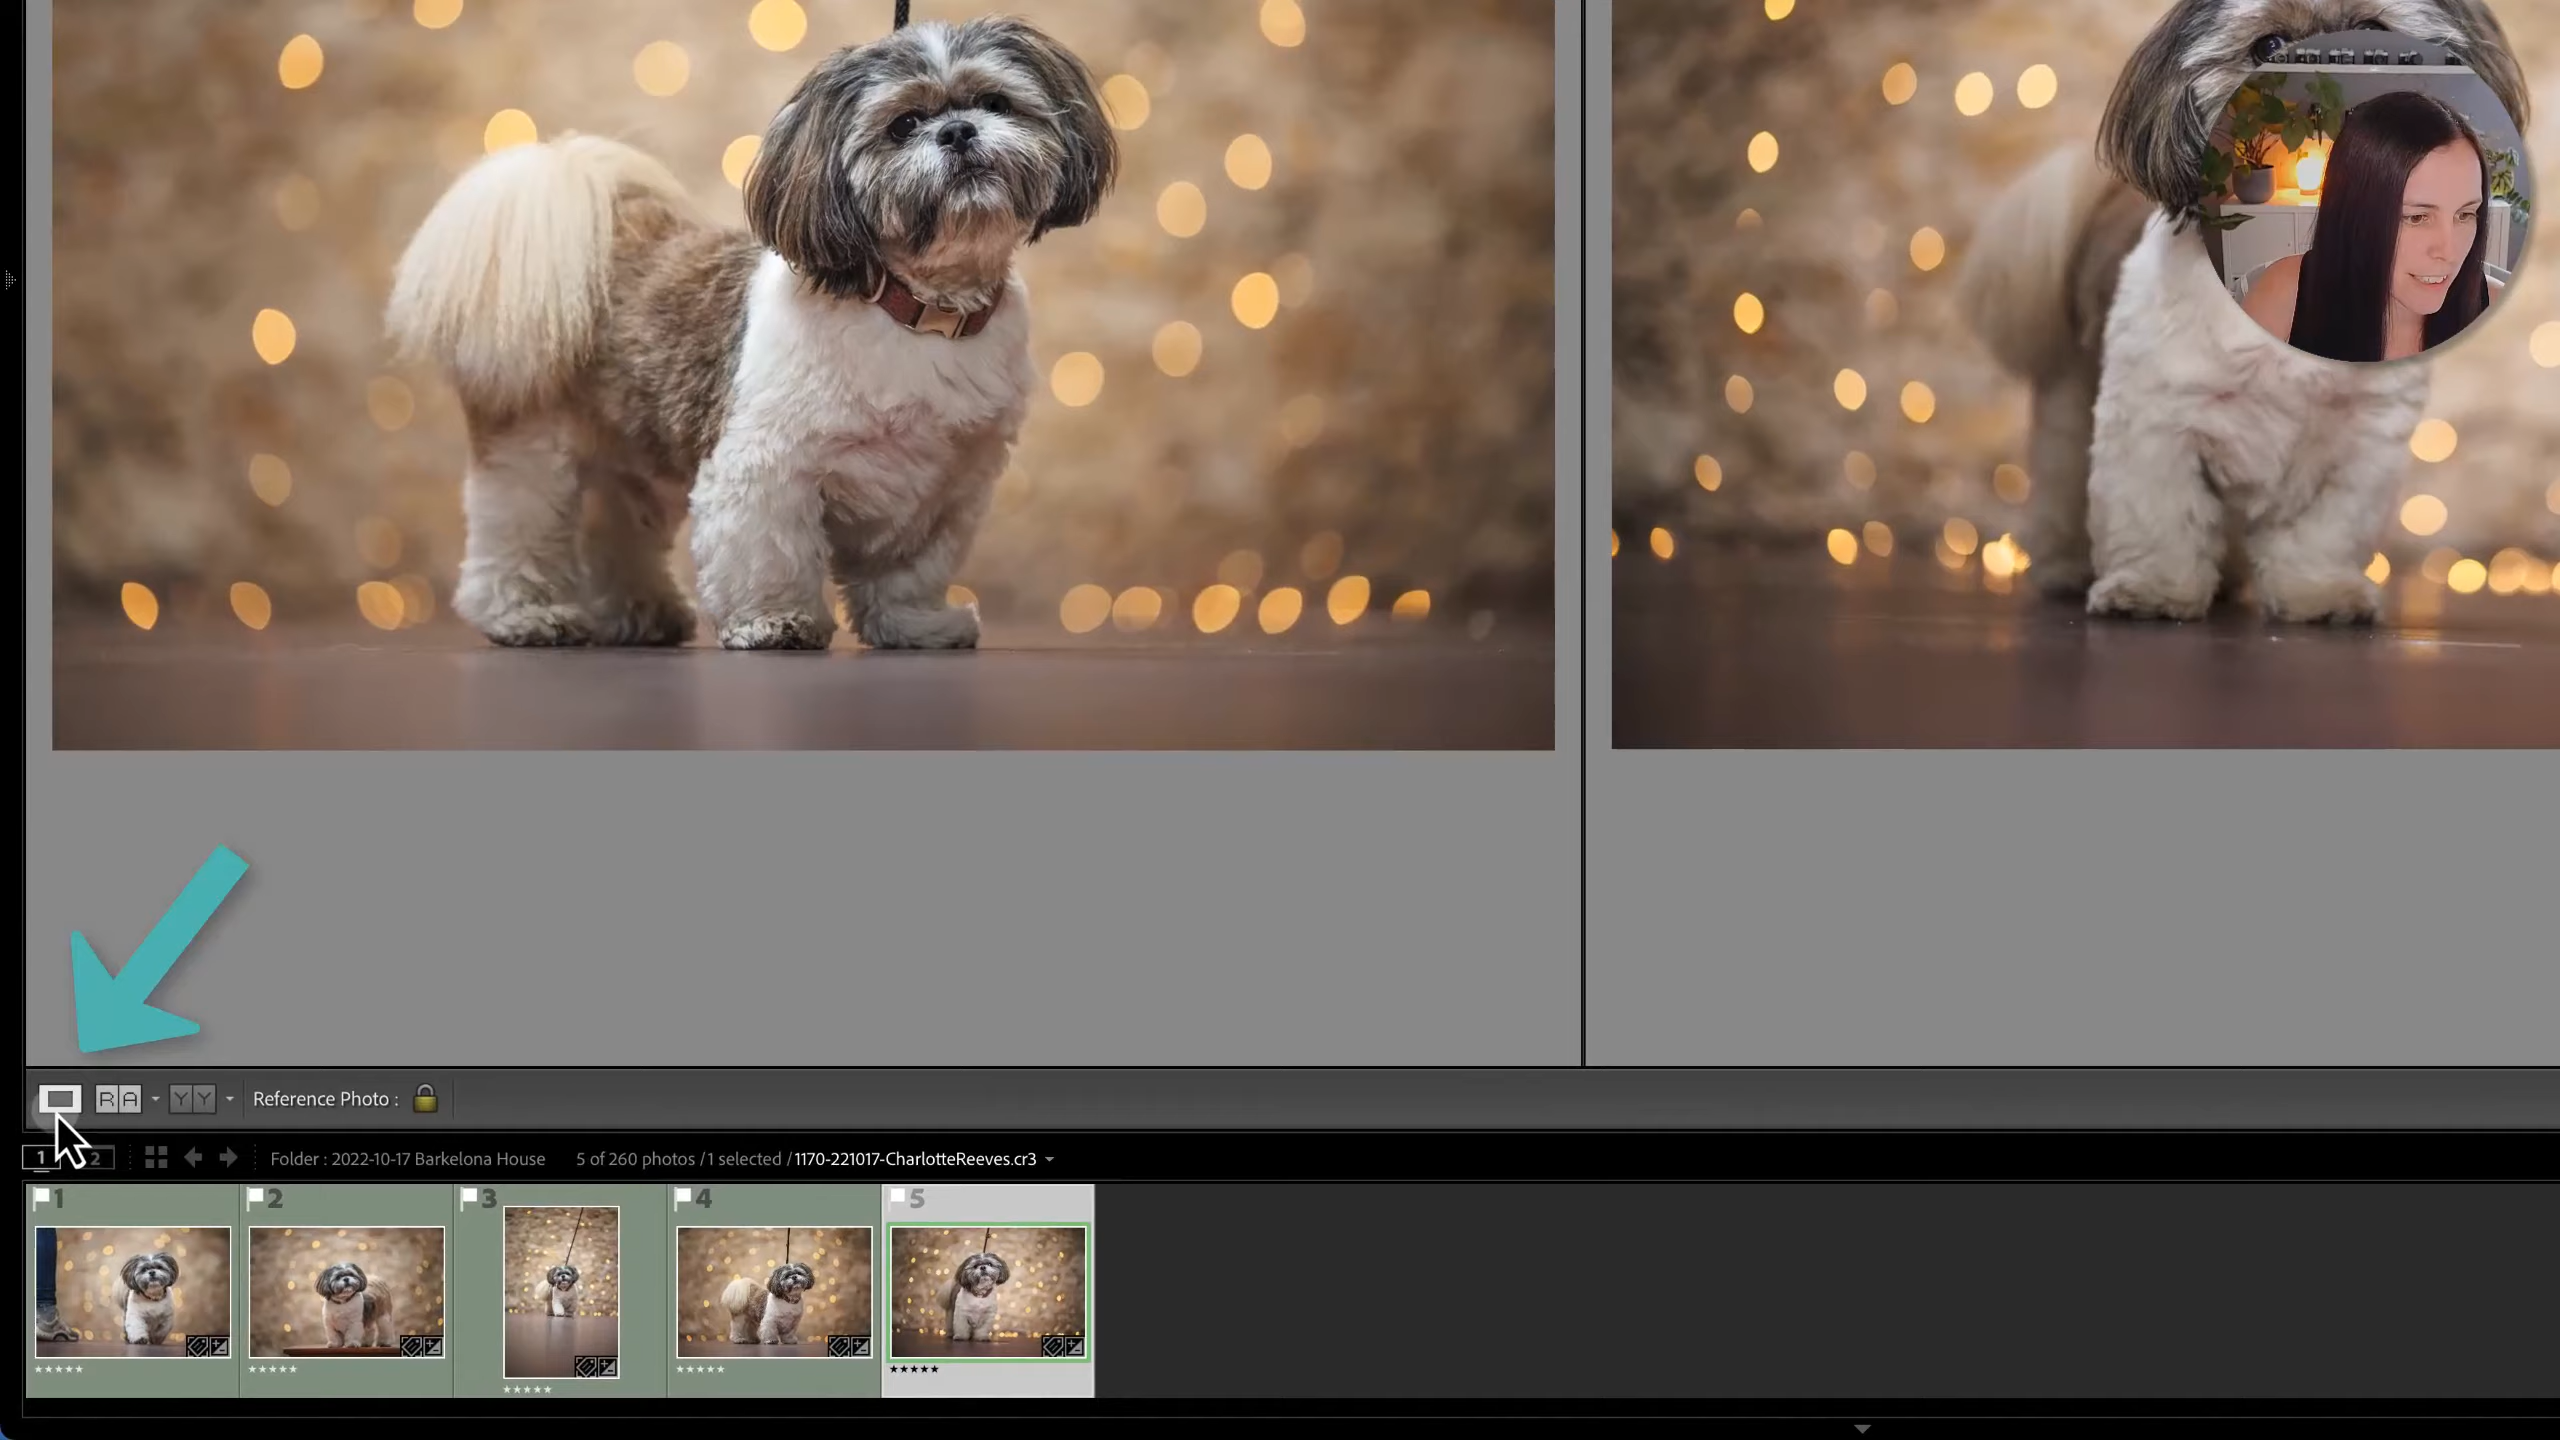 R A Y Y Reference Photo :
1 2 Folder : 2022-10-17 Barkelona House 5 of 260 photos /1 selected /1170-221017-CharlotteReeves.cr3
1 2 3 4 5